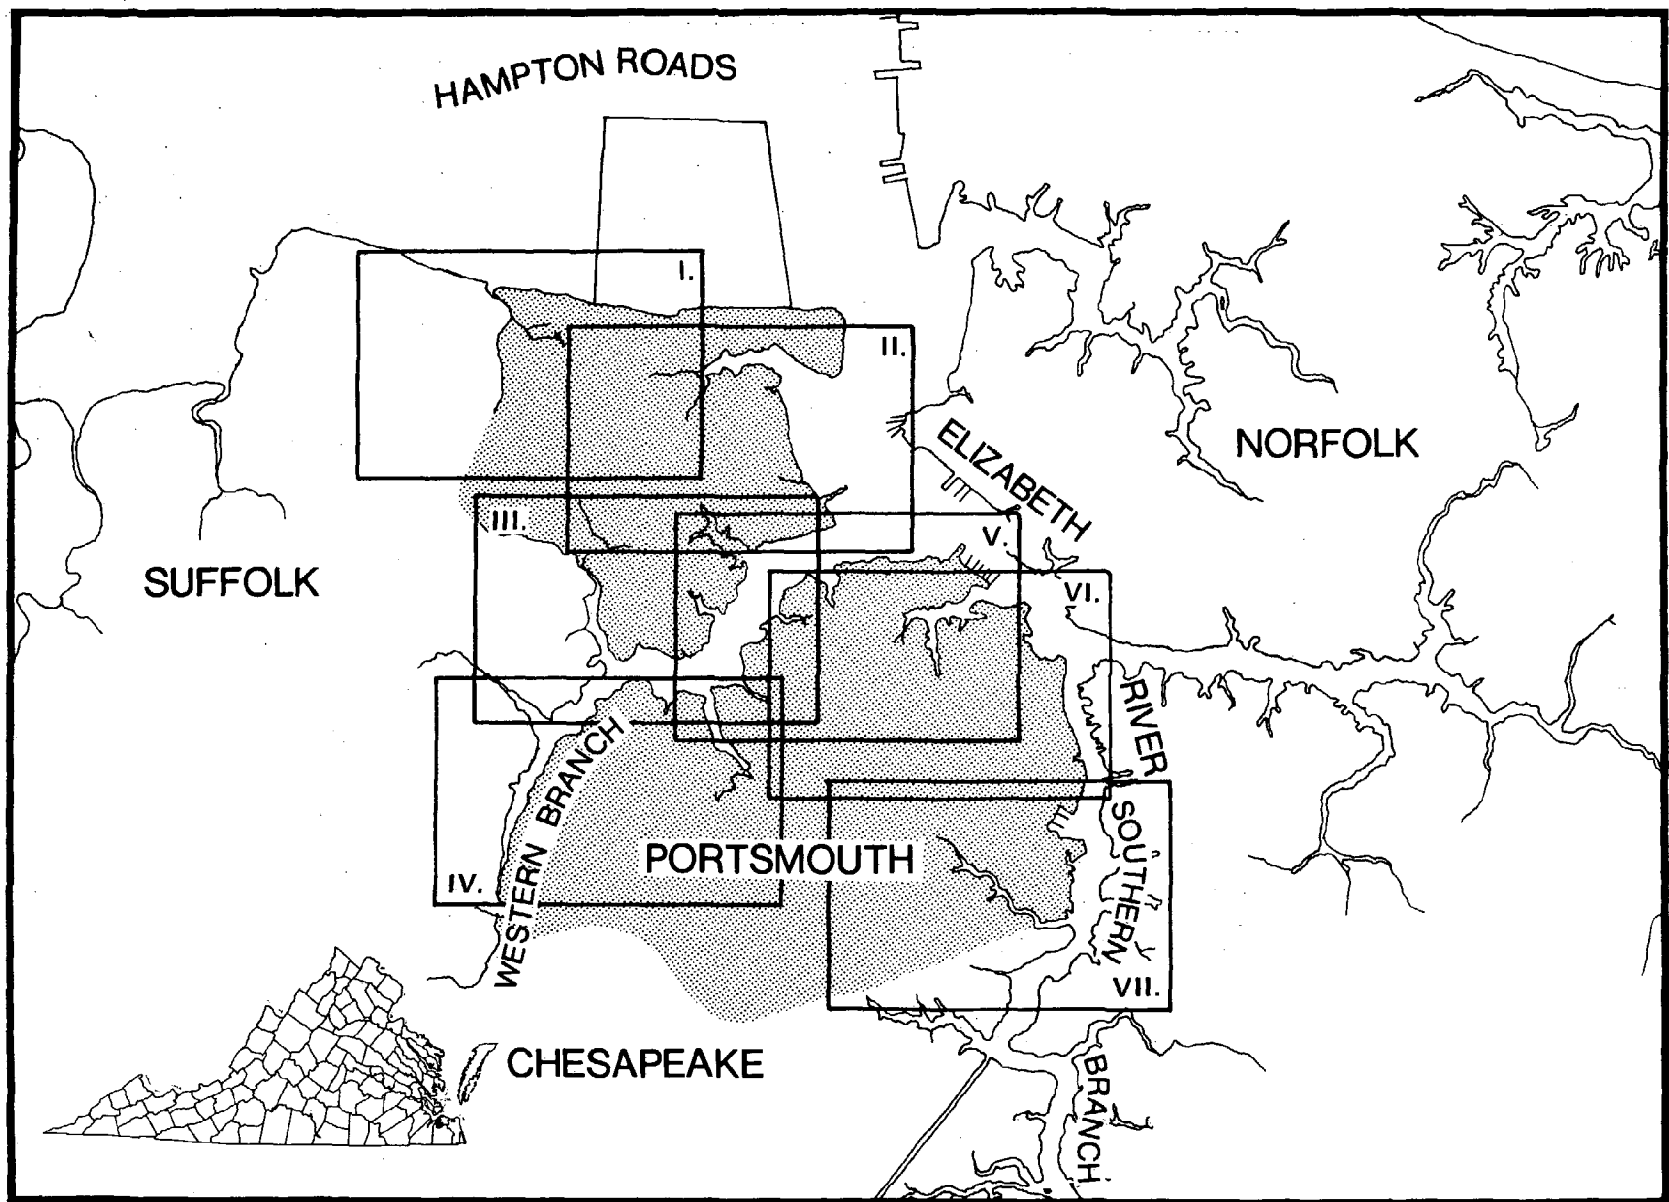 HAMPTON ROADS
I.
II.
ELIZABETH
NORFOLK
III.
V.
SUFFOLK
VI.
RIVER
WESTERN BRANCH
PORTSMOUTH
SOUTHERN
IV.
VII.
CHESAPEAKE
BRANCH